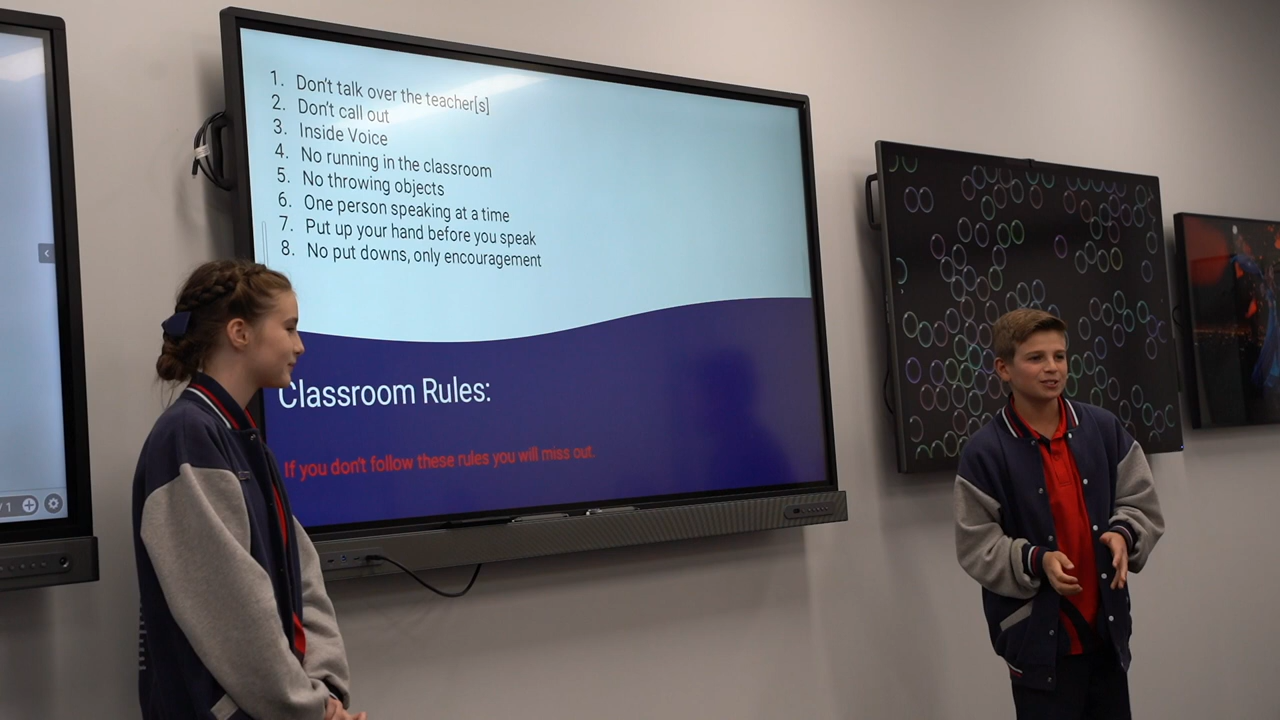 1. Don't talk over the teacher[s]
2. Don't call out
3. Inside Voice
4. No running in the classroom
5. No throwing objects
6. One person speaking at a time
7. Put up your hand before you speak
8. No put downs, only encouragement
Classroom Rules:
If you don't follow these rules you will miss out.
/1